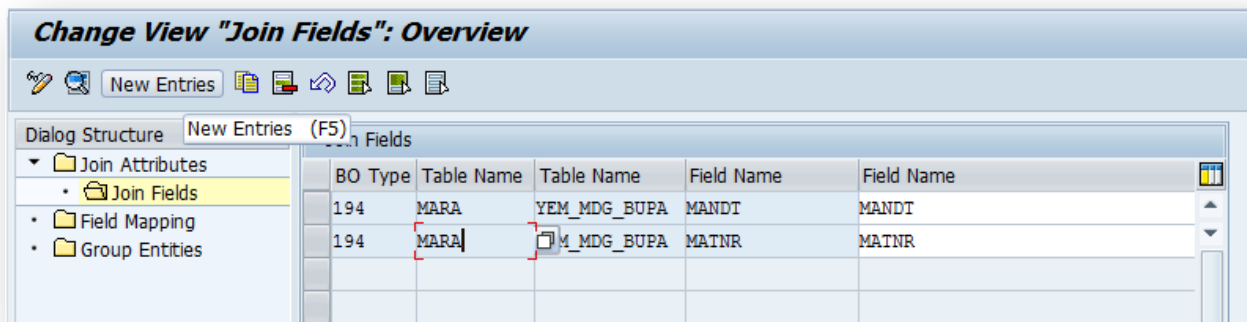 Change View "Join Fields": Overview
New Entries
Dialog Structure
New Entries (F5)
Join Fields
Join Attributes
Join Fields
Field Mapping
Group Entities
BO Type Table Name Table Name Field Name Field Name
194 MARA YEM_MDG_BUPA MANDT MANDT
194 MARA M_MDG_BUPA MATNR MATNR